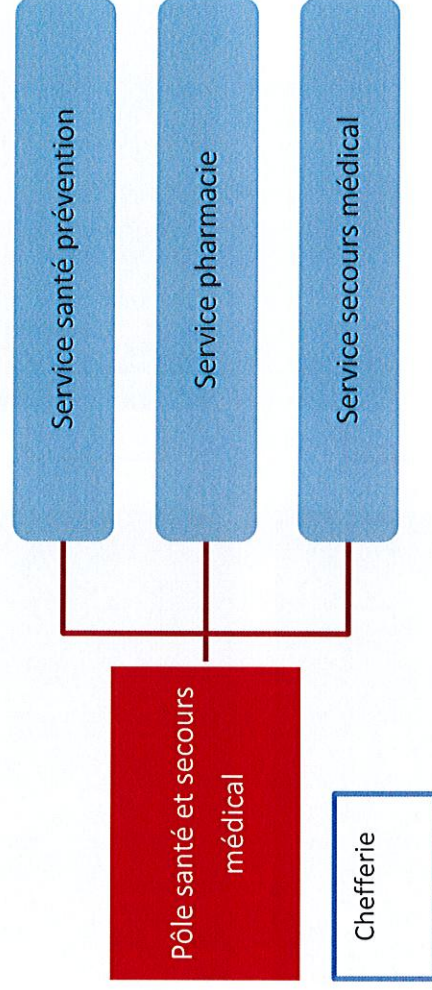 Pôle santé et secours
médical
Chefferie
Service santé prévention
Service pharmacie
Service secours médical